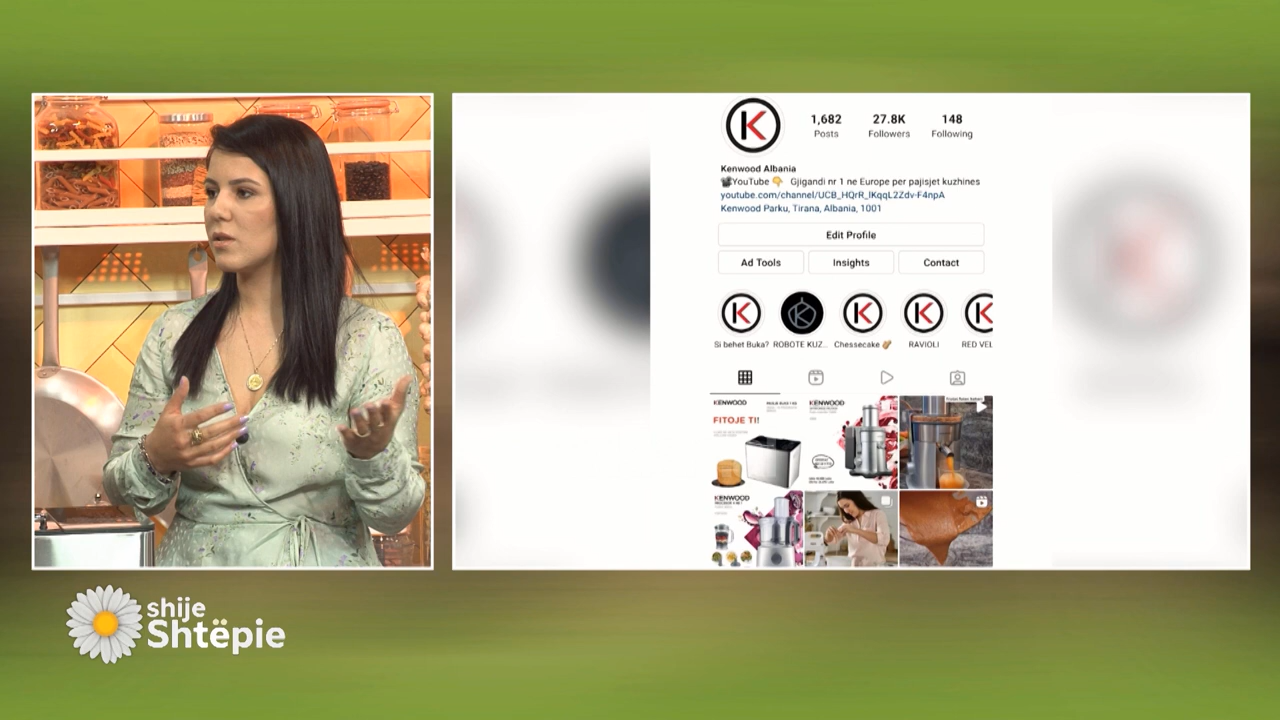 1,682
Posts
27.8K
Followers
148
Following
Kenwood Albania
YouTube Gjigandi nr 1 ne Europe per pajisjet kuzhines
youtube.com/channel/UCB_HQrR_lKqqL2Zdv-F4npA
Kenwood Parku, Tirana, Albania, 1001
Edit Profile
Ad Tools
Insights
Contact
Si behet Buka?
ROBOTE KUZ...
Chessecake
RAVIOLI
RED VEL
KENWOOD
FITOJE TI!
KENWOOD
KENWOOD
shije
Shtëpie